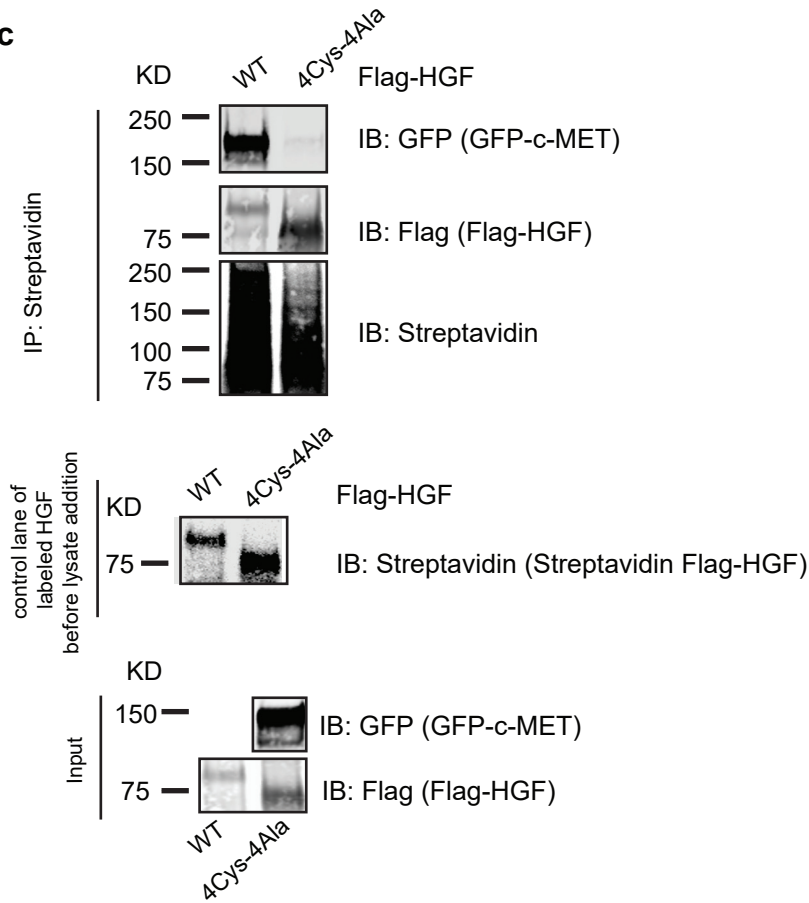 c
KD
WT
4Cys-4Ala
Flag-HGF
IP: Streptavidin
250
150
IB: GFP (GFP-c-MET)
75
IB: Flag (Flag-HGF)
250
150
100
75
IB: Streptavidin
control lane of
labeled HGF
before lysate addition
KD
WT
4Cys-4Ala
Flag-HGF
75
IB: Streptavidin (Streptavidin Flag-HGF)
Input
KD
150
IB: GFP (GFP-c-MET)
75
IB: Flag (Flag-HGF)
WT
4Cys-4Ala